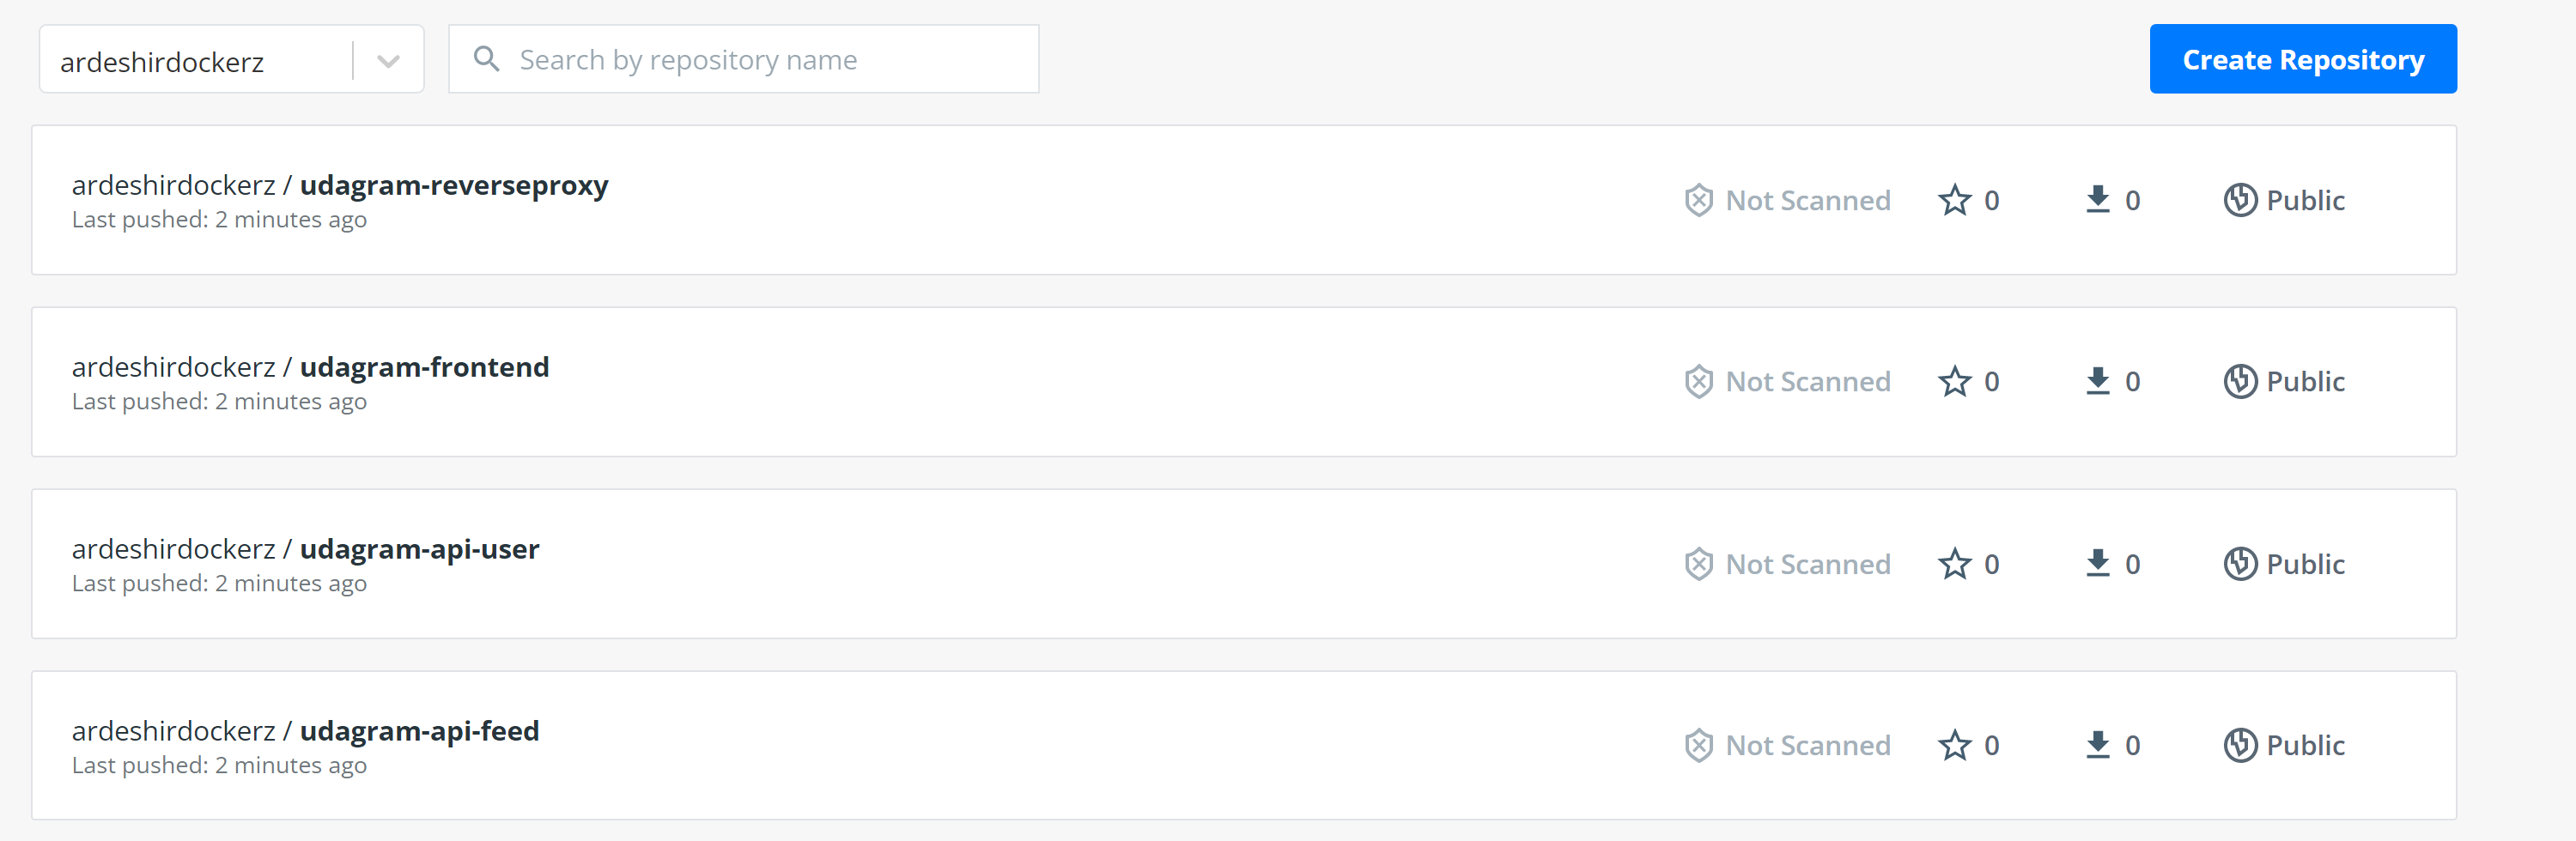 ardeshirdockerz
Search by repository name
Create Repository
ardeshirdockerz / udagram-reverseproxy
Last pushed: 2 minutes ago
Not Scanned 0 0 Public
ardeshirdockerz / udagram-frontend
Last pushed: 2 minutes ago
Not Scanned 0 0 Public
ardeshirdockerz / udagram-api-user
Last pushed: 2 minutes ago
Not Scanned 0 0 Public
ardeshirdockerz / udagram-api-feed
Last pushed: 2 minutes ago
Not Scanned 0 0 Public